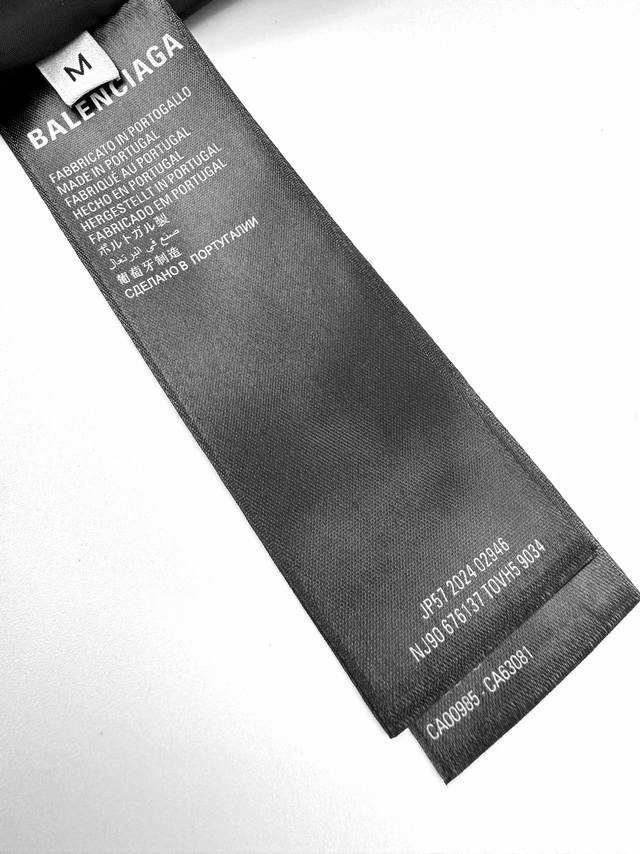 M
BALENCIAGA
FABBRICATO IN PORTOGALLO
MADE IN PORTUGAL
FABRIQUÉ AU PORTUGAL
HECHO EN PORTUGAL
HERGESTELLT IN PORTUGAL
FABRICADO EM PORTUGAL
ポルトガル製
صنع في البرتغال
葡萄牙制造
СДЕЛАНО В ПОРТУГАЛИИ
JP57 2024 02946
NJ90 676137 TOVH5 9034
CA00985 - CA63081